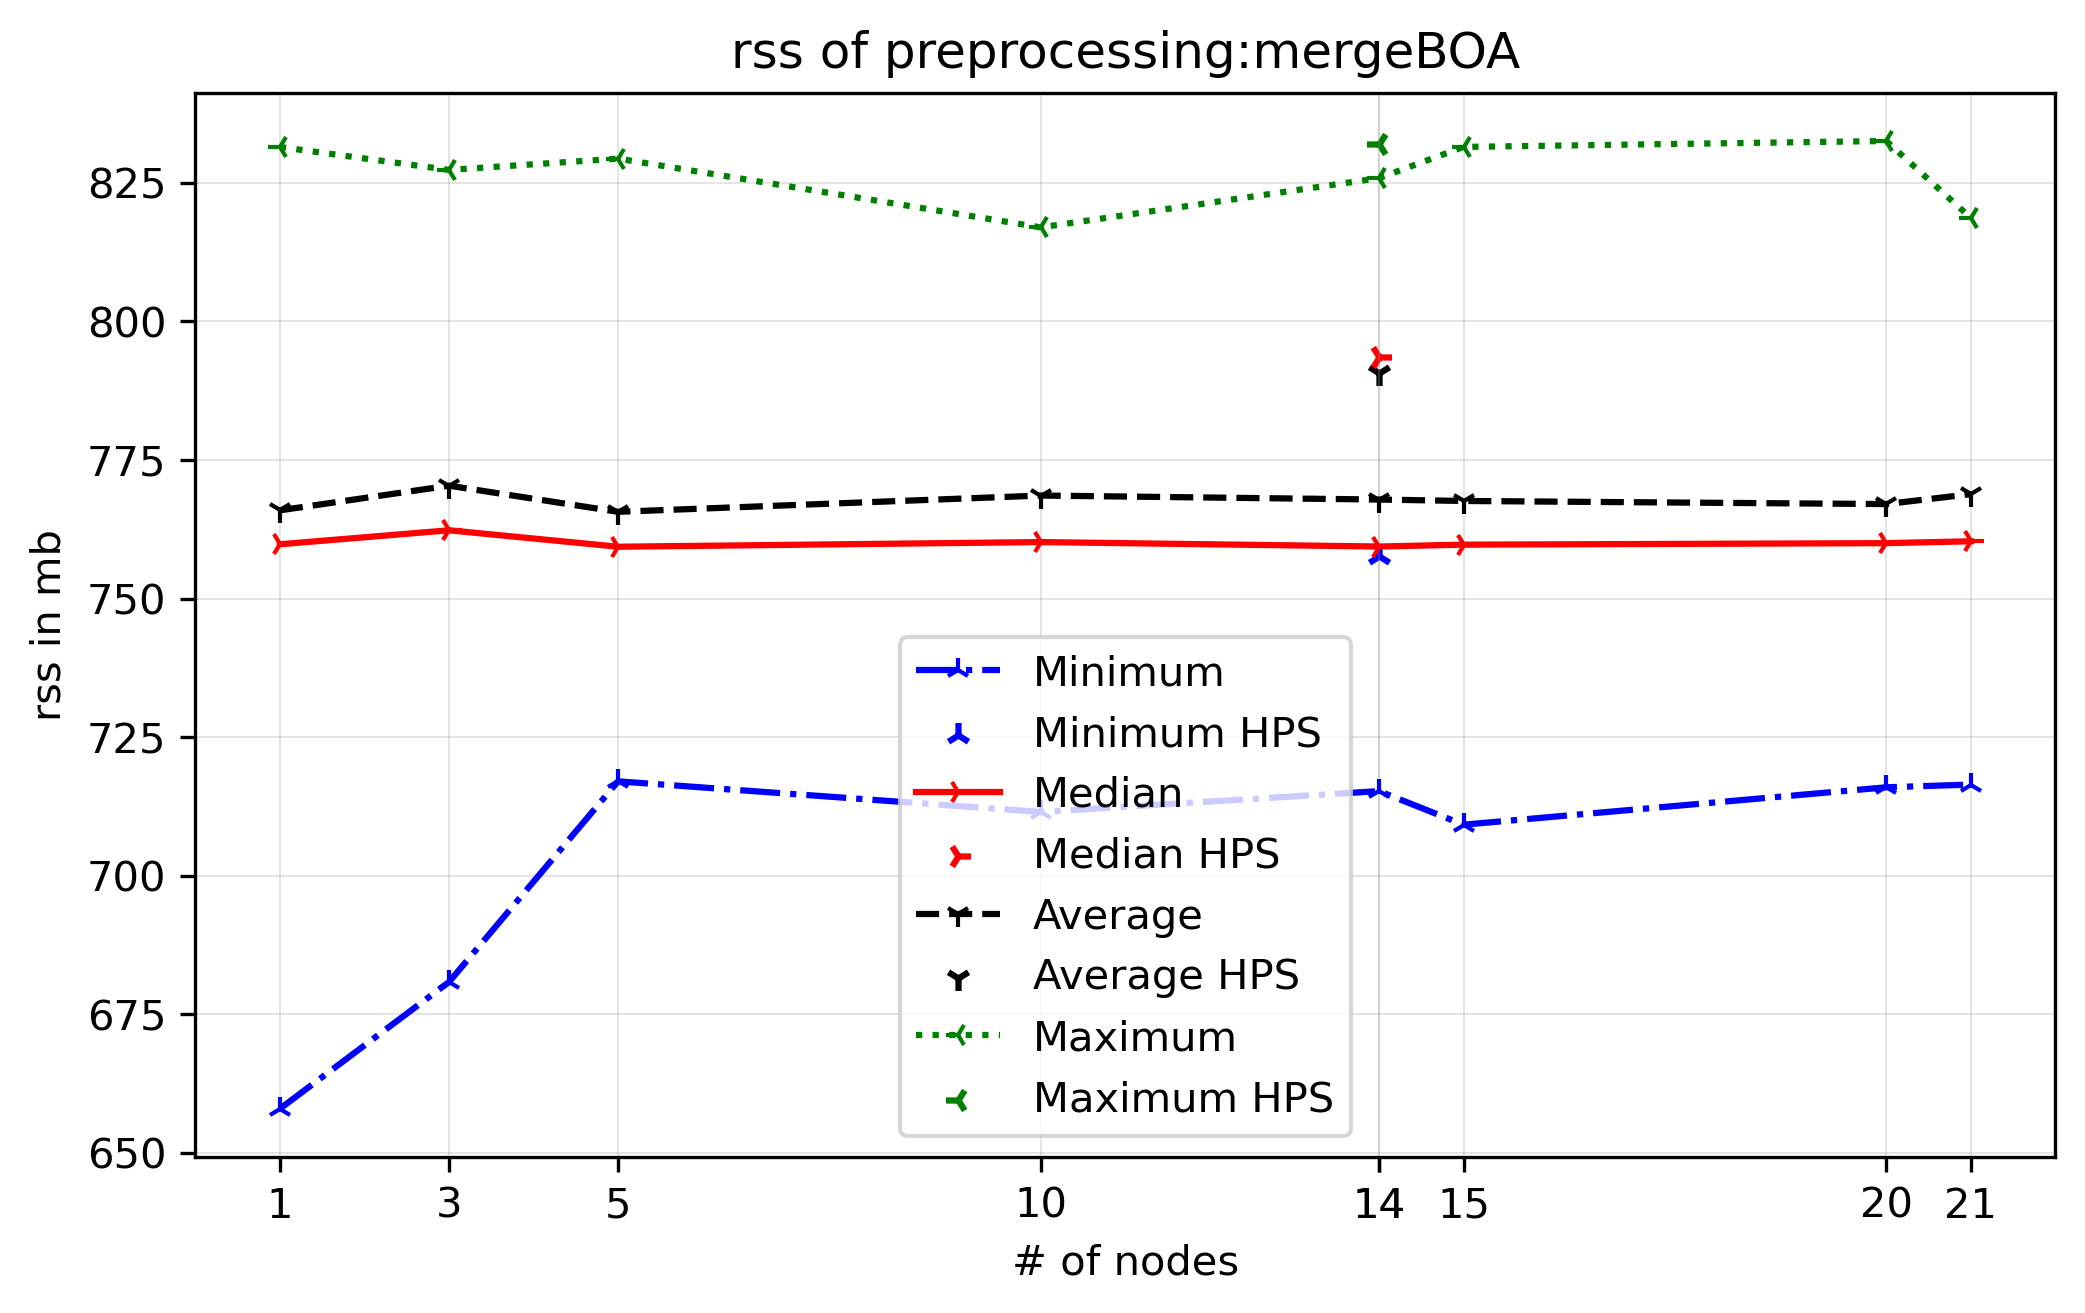 rss of preprocessing:mergeBOA
825
800
775
750
725
700
675
650
rss in mb
Minimum
Minimum HPS
Median
Median HPS
Average
Average HPS
Maximum
Maximum HPS
1 3 5 10 14 15 20 21
# of nodes